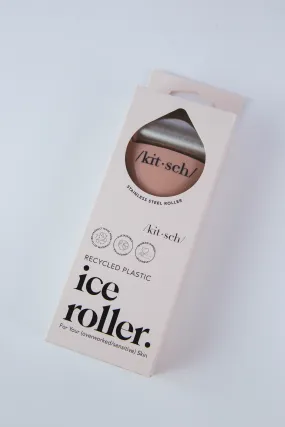 /kit·sch/
STAINLESS STEEL ROLLER
/kit·sch/
RECYCLED PLASTIC
ice
roller.
For Your (overworked/sensitive) Skin